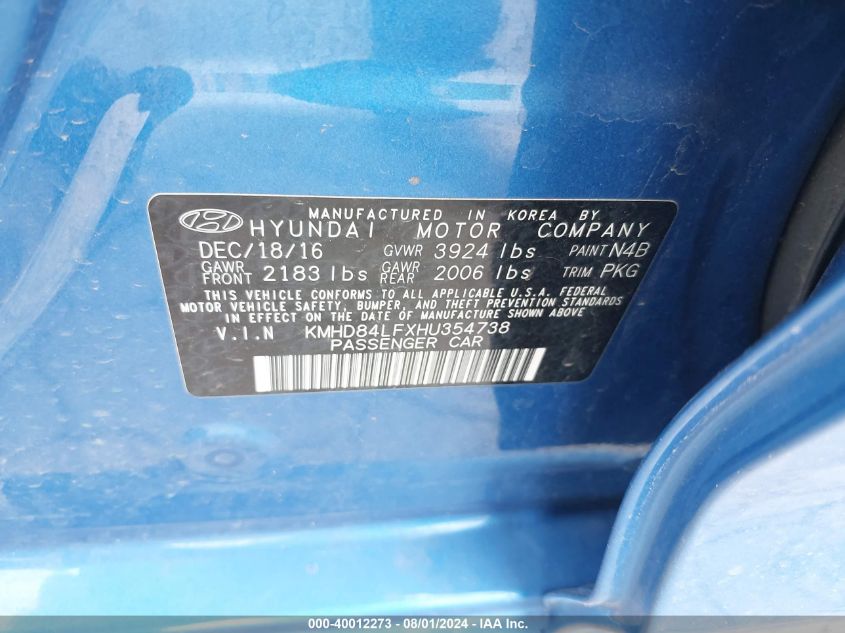 MANUFACTURED IN KOREA BY
HYUNDAI MOTOR COMPANY
DEC/18/16 GVWR 3924 lbs PAINT N4B
GAWR FRONT 2183 lbs GAWR REAR 2006 lbs TRIM PKG
THIS VEHICLE CONFORMS TO ALL APPLICABLE U.S.A. FEDERAL
MOTOR VEHICLE SAFETY, BUMPER, AND THEFT PREVENTION STANDARDS
IN EFFECT ON THE DATE OF MANUFACTURE SHOWN ABOVE.
V.I.N KMHD84LFXHU354738
PASSENGER CAR
000-40012273 - 08/01/2024 - IAA Inc.